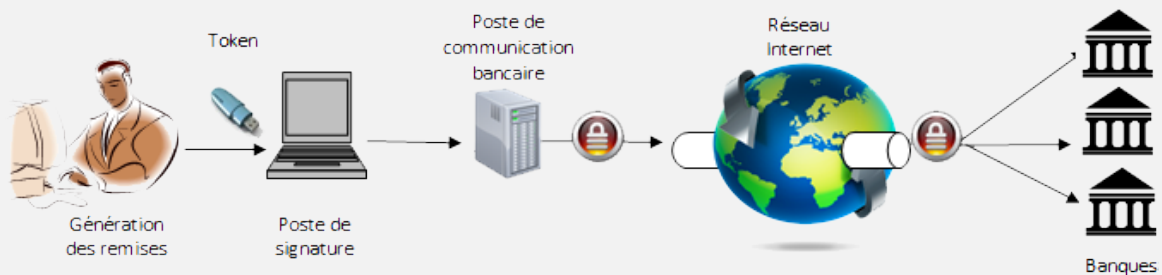 Token
Poste de
communication
bancaire
Réseau
Internet
Génération
des remises
Poste de
signature
Banques